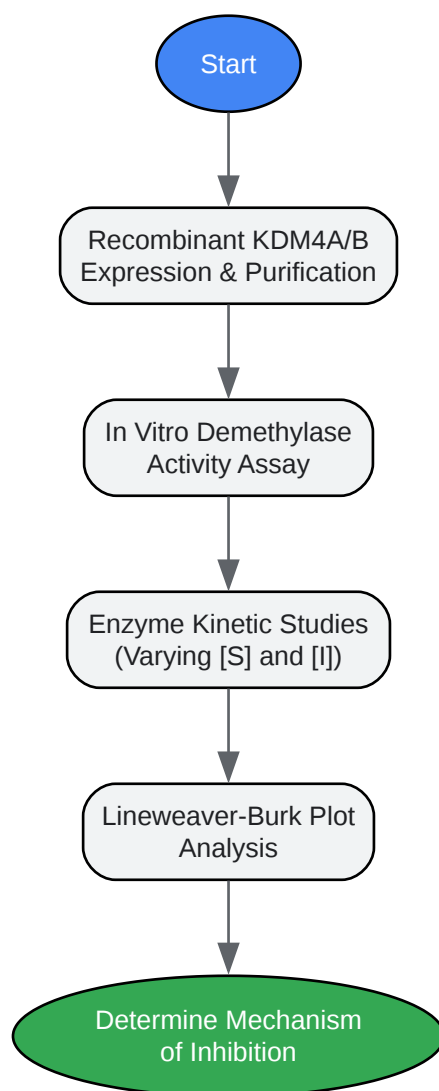 Start
Recombinant KDM4A/B
Expression & Purification
In Vitro Demethylase
Activity Assay
Enzyme Kinetic Studies
(Varying [S] and [I])
Lineweaver-Burk Plot
Analysis
Determine Mechanism
of Inhibition